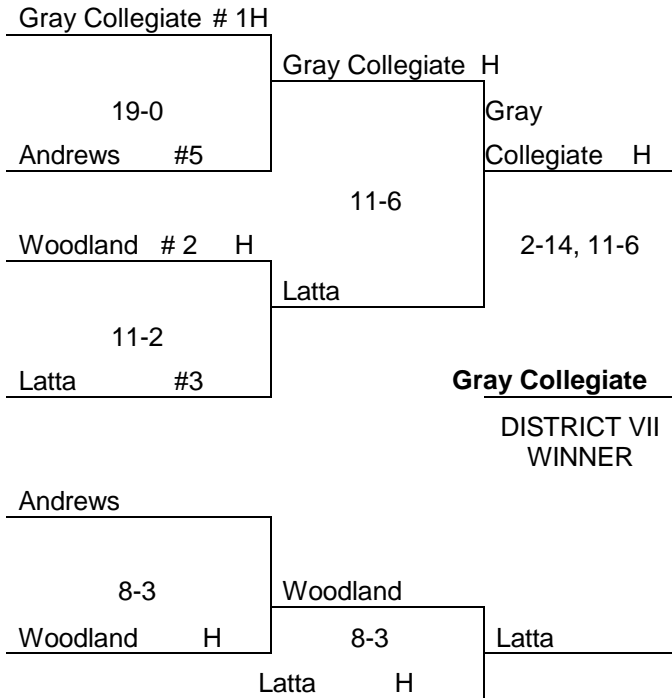 Gray Collegiate # 1H
Gray Collegiate H
19-0
Gray
Andrews #5
Collegiate H
11-6
Woodland # 2 H
2-14, 11-6
Latta
11-2
Latta #3
Gray Collegiate
DISTRICT VII
WINNER
Andrews
8-3
Woodland
Woodland H
8-3
Latta
Latta H